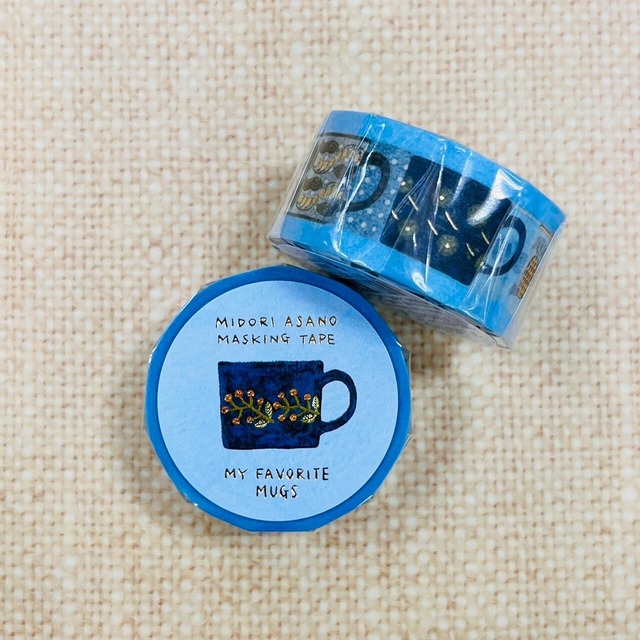 MIDORI ASANO
MASKING TAPE
MY FAVORITE
MUGS